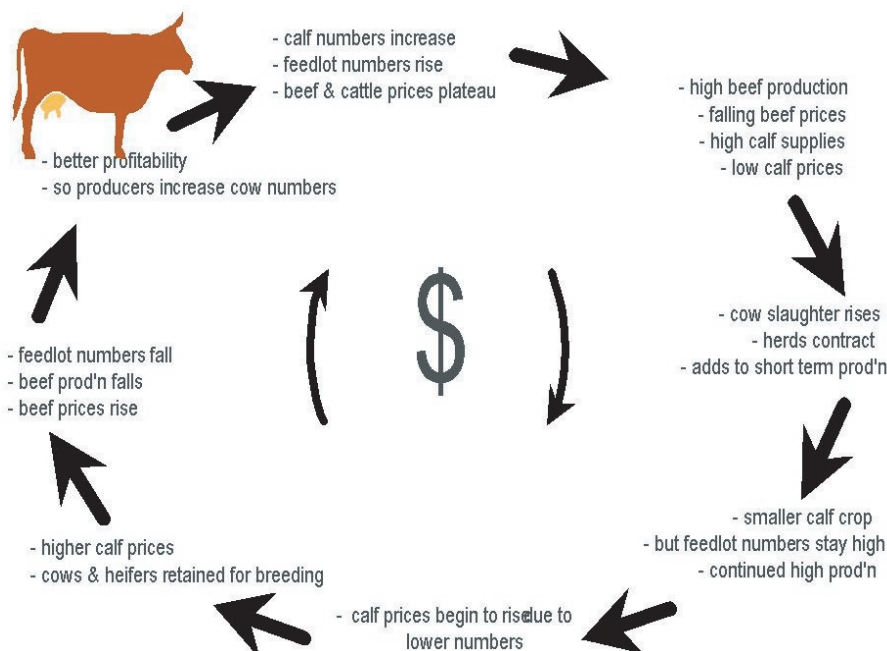 - calf numbers increase
- feedlot numbers rise
- beef & cattle prices plateau
- high beef production
- falling beef prices
- high calf supplies
- low calf prices
- cow slaughter rises
- herds contract
- adds to short term prod'n
- smaller calf crop
- but feedlot numbers stay high
- continued high prod'n
- calf prices begin to rise due to
lower numbers
- higher calf prices
- cows & heifers retained for breeding
- feedlot numbers fall
- beef prod'n falls
- beef prices rise
- better profitability
- so producers increase cow numbers
$